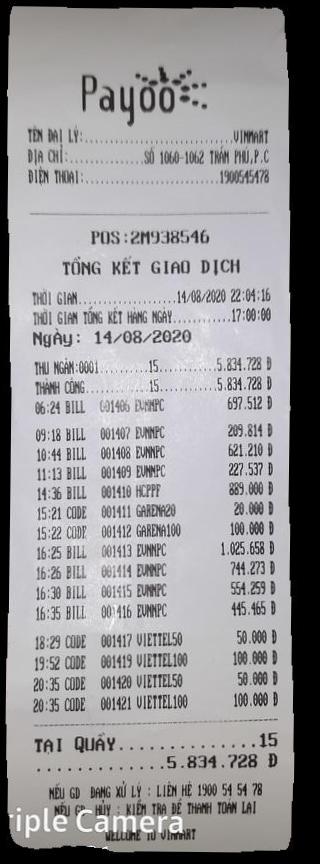 Payoo
TÊN ĐẠI LÝ:......................VINMART
ĐỊA CHỈ:............SỐ 1060-1062 TRẦN PHÚ,P.C
ĐIỆN THOẠI:....................1900545478
POS:2M938546
TỔNG KẾT GIAO DỊCH
THỜI GIAN..............14/08/2020 22:04:16
THỜI GIAN TỔNG KẾT HÀNG NGÀY..........17:00:00
Ngày: 14/08/2020
THU NGÂN:0001.........15..........5.834.728 Đ
THÀNH CÔNG............15..........5.834.728 Đ
06:24 BILL 001406 EVNNPC 697.512 Đ
09:18 BILL 001407 EVNNPC 209.814 Đ
10:44 BILL 001408 EVNNPC 621.210 Đ
11:13 BILL 001409 EVNNPC 227.537 Đ
14:36 BILL 001410 HCPPF 889.000 Đ
15:21 CODE 001411 GARENA20 20.000 Đ
15:22 CODE 001412 GARENA100 100.000 Đ
16:25 BILL 001413 EVNNPC 1.025.658 Đ
16:26 BILL 001414 EVNNPC 744.273 Đ
16:30 BILL 001415 EVNNPC 554.259 Đ
16:35 BILL 001416 EVNNPC 445.465 Đ
18:29 CODE 001417 VIETTEL50 50.000 Đ
19:52 CODE 001419 VIETTEL100 100.000 Đ
20:35 CODE 001420 VIETTEL50 50.000 Đ
20:35 CODE 001421 VIETTEL100 100.000 Đ
TẠI QUẦY..............15
.............5.834.728 Đ
NẾU GD ĐANG XỬ LÝ : LIÊN HỆ 1900 54 54 78
NẾU GD HỦY : KIỂM TRA ĐỂ THANH TOÁN LẠI
riple Camera
WELCOME TO VINMART